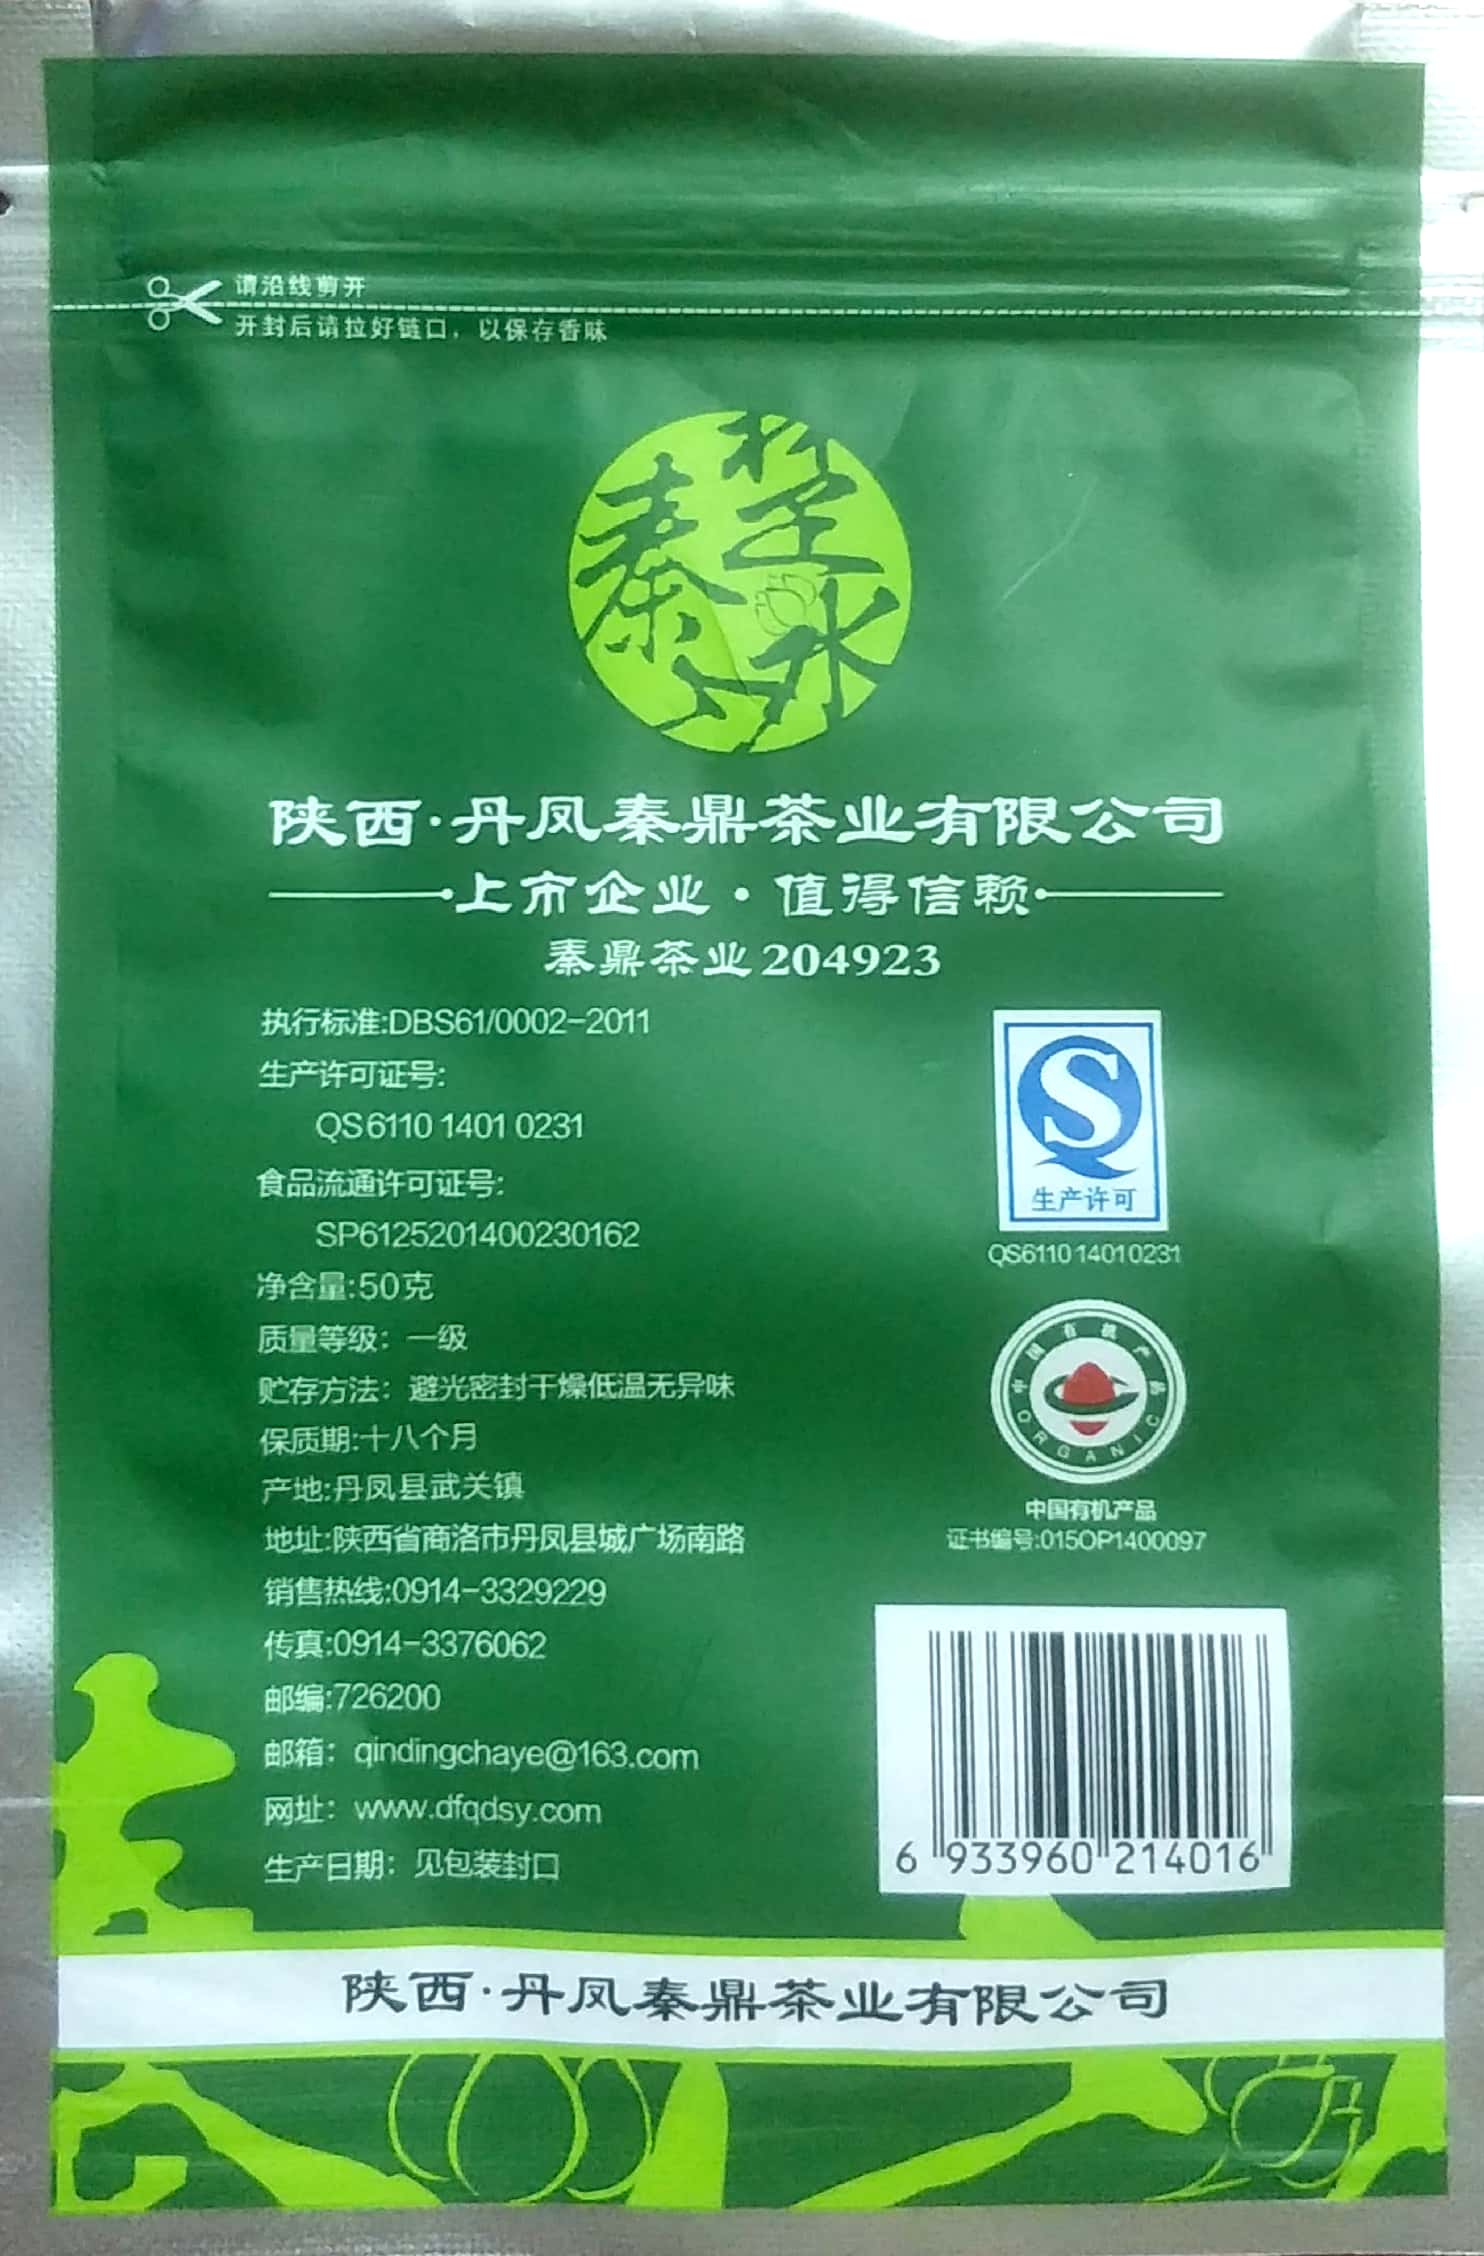 请沿线剪开
开封后请拉好链口，以保存香味
陕西·丹凤秦鼎茶业有限公司
上市企业·值得信赖
秦鼎茶业204923
执行标准:DBS61/0002-2011
生产许可证号:
QS6110 1401 0231
食品流通许可证号:
SP6125201400230162
净含量:50克
质量等级：一级
贮存方法：避光密封干燥低温无异味
保质期:十八个月
产地:丹凤县武关镇
地址:陕西省商洛市丹凤县城广场南路
销售热线:0914-3329229
传真:0914-3376062
邮编:726200
邮箱：qindingchaye@163.com
网址：www.dfqdsy.com
生产日期：见包装封口
S
生产许可
QS6110 1401 0231
中国有机产品
ORGANIC
中国有机产品
证书编号:015OP1400097
6 933960 214016
陕西·丹凤秦鼎茶业有限公司